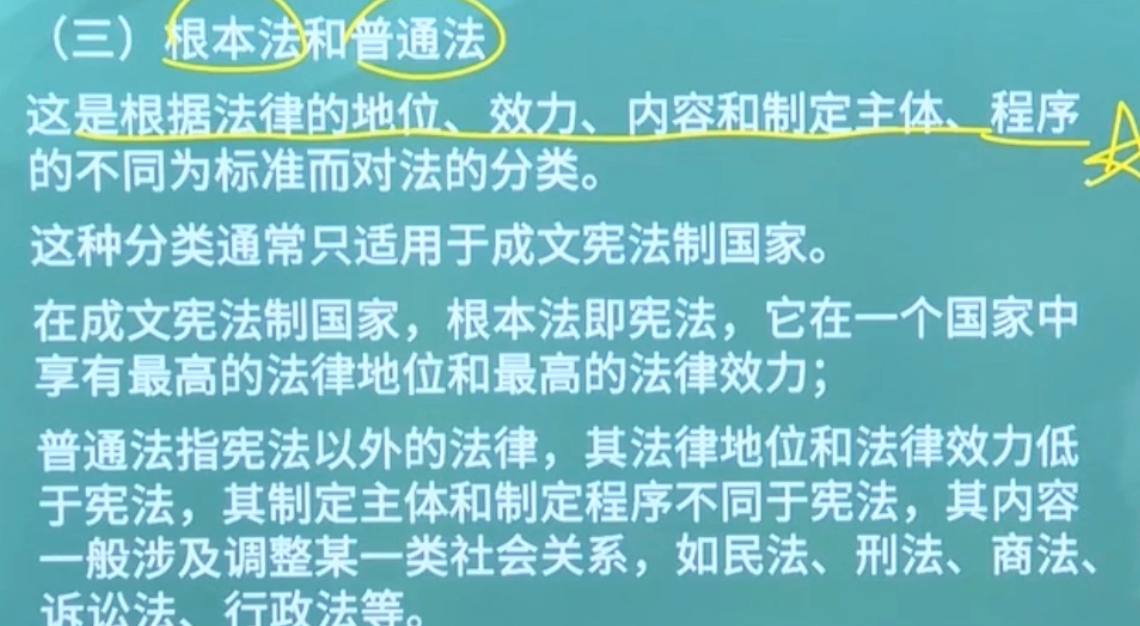 （三）根本法和普通法
这是根据法律的地位、效力、内容和制定主体、程序
的不同为标准而对法的分类。
这种分类通常只适用于成文宪法制国家。
在成文宪法制国家，根本法即宪法，它在一个国家中
享有最高的法律地位和最高的法律效力；
普通法指宪法以外的法律，其法律地位和法律效力低
于宪法，其制定主体和制定程序不同于宪法，其内容
一般涉及调整某一类社会关系，如民法、刑法、商法、
诉讼法、行政法等。